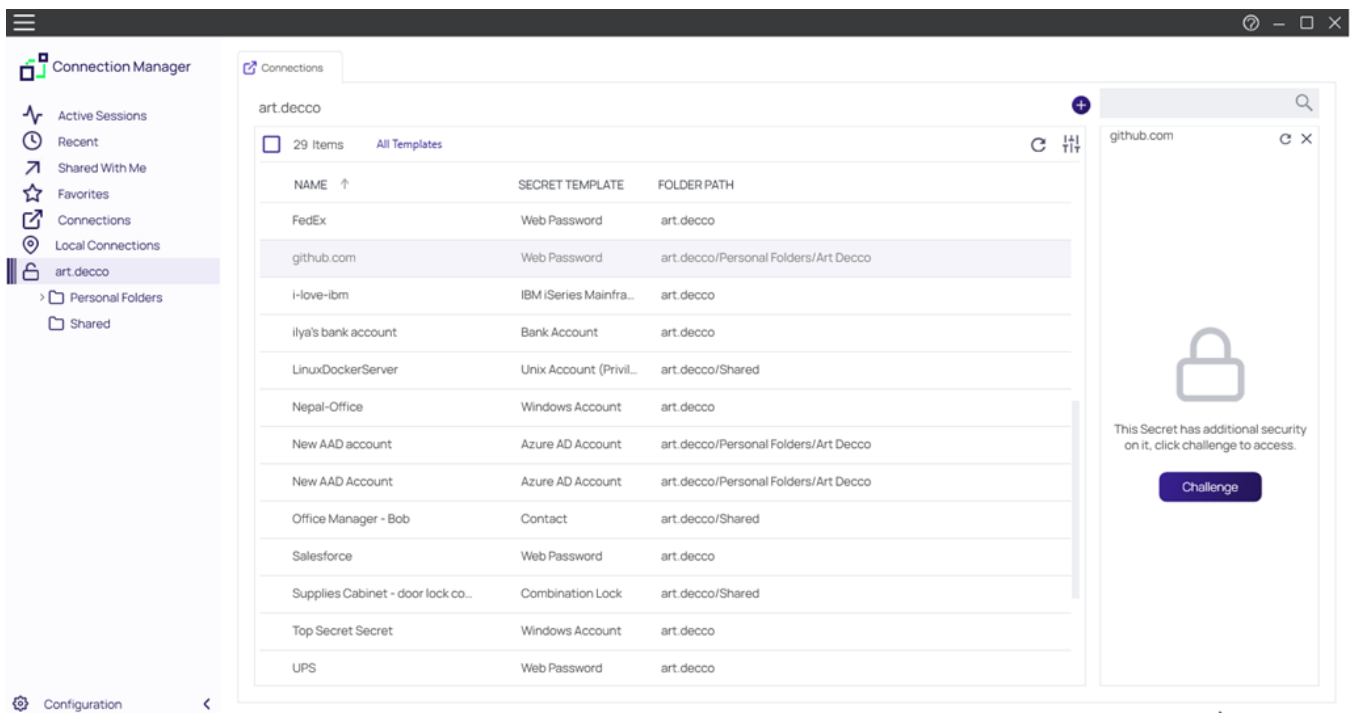 Connection Manager
Active Sessions
Recent
Shared With Me
Favorites
Connections
Local Connections
art.decco
Personal Folders
Shared
Configuration
Connections
art.decco
29 Items All Templates
NAME SECRET TEMPLATE FOLDER PATH
FedEx Web Password art.decco
github.com Web Password art.decco/Personal Folders/Art Decco
i-love-ibm IBM iSeries Mainfra... art.decco
ilya's bank account Bank Account art.decco
LinuxDockerServer Unix Account (Privil... art.decco/Shared
Nepal-Office Windows Account art.decco
New AAD account Azure AD Account art.decco/Personal Folders/Art Decco
New AAD Account Azure AD Account art.decco/Personal Folders/Art Decco
Office Manager - Bob Contact art.decco/Shared
Salesforce Web Password art.decco
Supplies Cabinet - door lock co... Combination Lock art.decco/Shared
Top Secret Secret Windows Account art.decco
UPS Web Password art.decco
github.com
This Secret has additional security
on it, click challenge to access.
Challenge